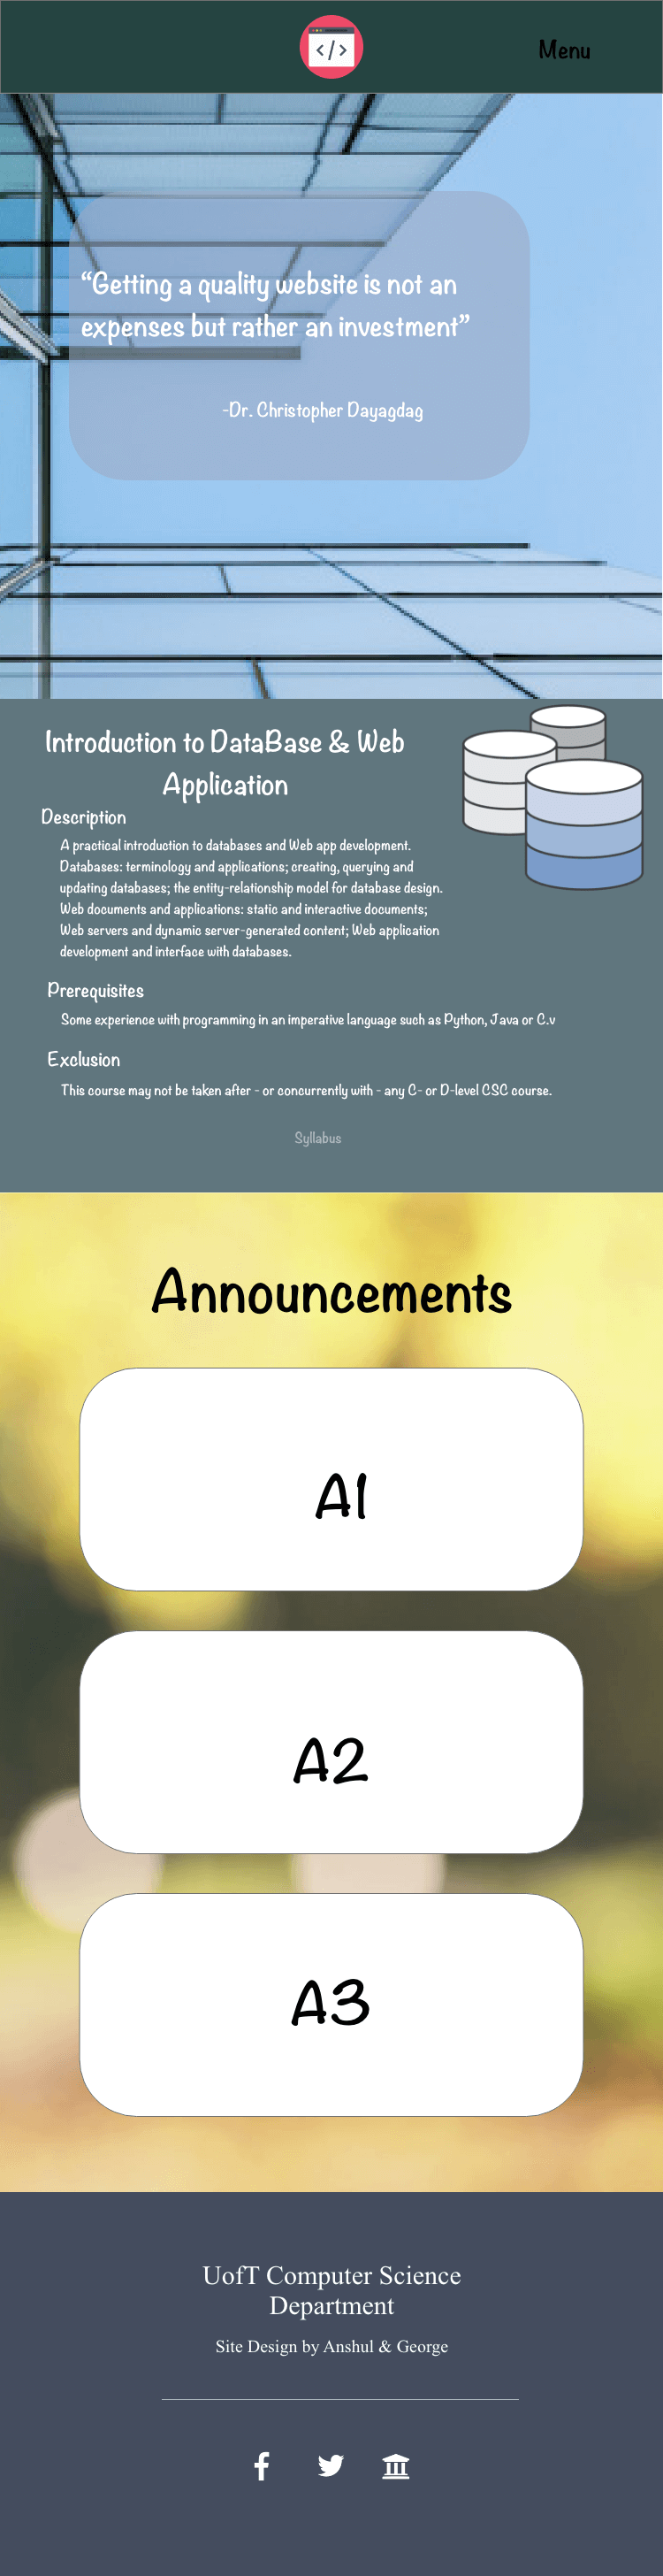 </>
Menu
“Getting a quality website is not an
expenses but rather an investment”
-Dr. Christopher Dayagdag
Introduction to DataBase & Web
Application
Description
A practical introduction to databases and Web app development.
Databases: terminology and applications; creating, querying and
updating databases; the entity-relationship model for database design.
Web documents and applications: static and interactive documents;
Web servers and dynamic server-generated content; Web application
development and interface with databases.
Prerequisites
Some experience with programming in an imperative language such as Python, Java or C.v
Exclusion
This course may not be taken after - or concurrently with - any C- or D-level CSC course.
Syllabus
Announcements
A1
A2
A3
UofT Computer Science
Department
Site Design by Anshul & George